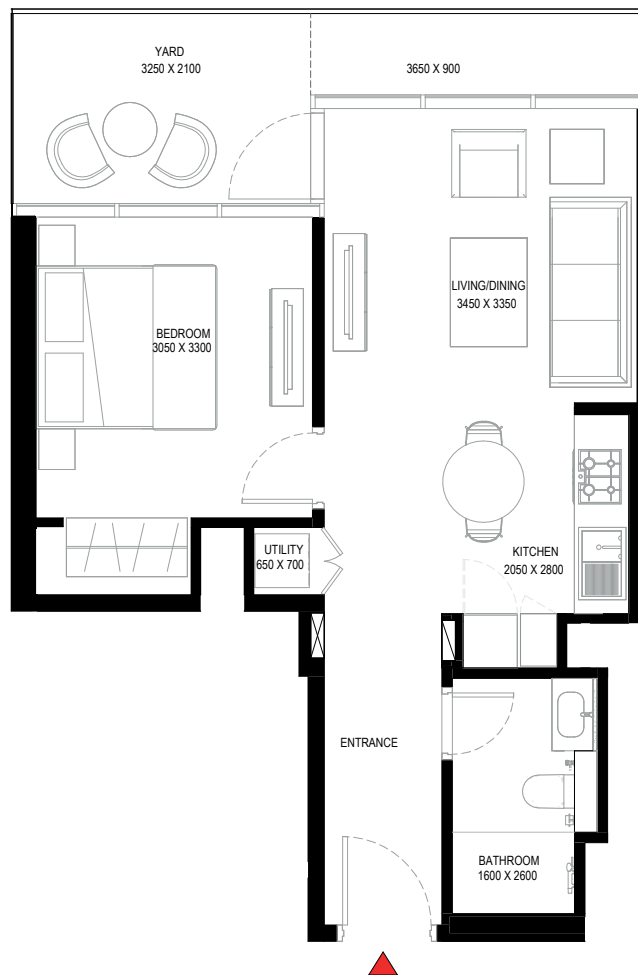 YARD
3250 X 2100
3650 X 900
LIVING/DINING
3450 X 3350
BEDROOM
3050 X 3300
UTILITY
650 X 700
KITCHEN
2050 X 2800
ENTRANCE
BATHROOM
1600 X 2600